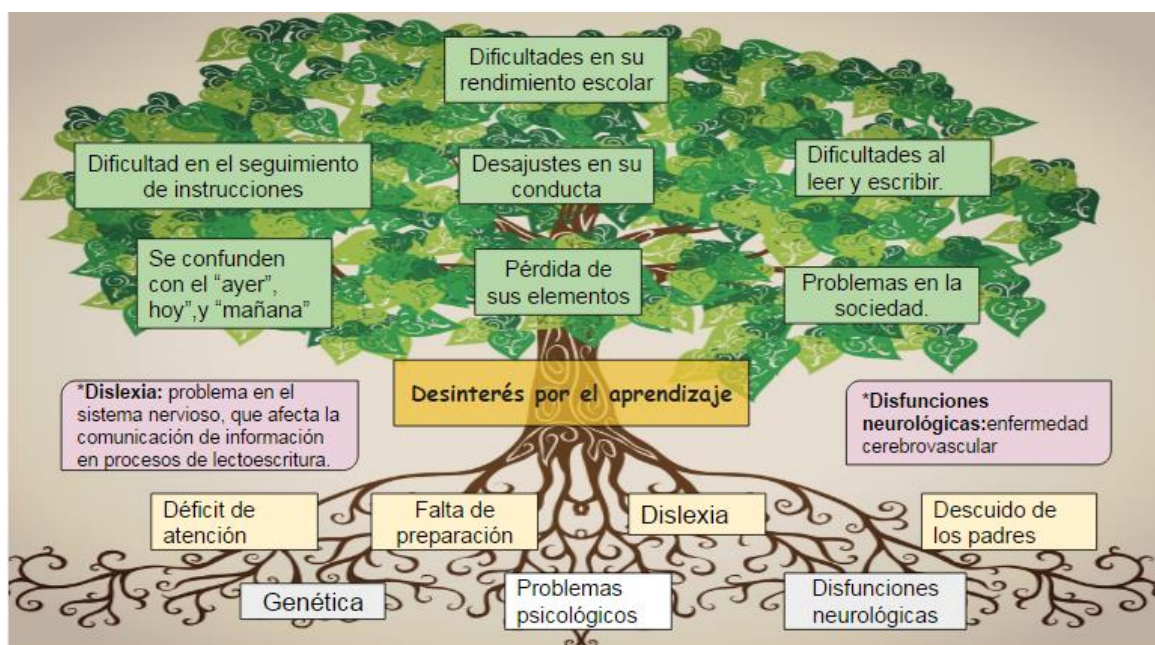 Dificultades en su
rendimiento escolar
Dificultad en el seguimiento
de instrucciones
Desajustes en su
conducta
Dificultades al
leer y escribir.
Se confunden
con el “ayer”,
hoy”,y “mañana”
Pérdida de
sus elementos
Problemas en la
sociedad.
Desinterés por el aprendizaje
*Dislexia: problema en el
sistema nervioso, que afecta la
comunicación de información
en procesos de lectoescritura.
*Disfunciones
neurológicas:enfermedad
cerebrovascular
Déficit de
atención
Falta de
preparación
Dislexia
Descuido de
los padres
Genética
Problemas
psicológicos
Disfunciones
neurológicas